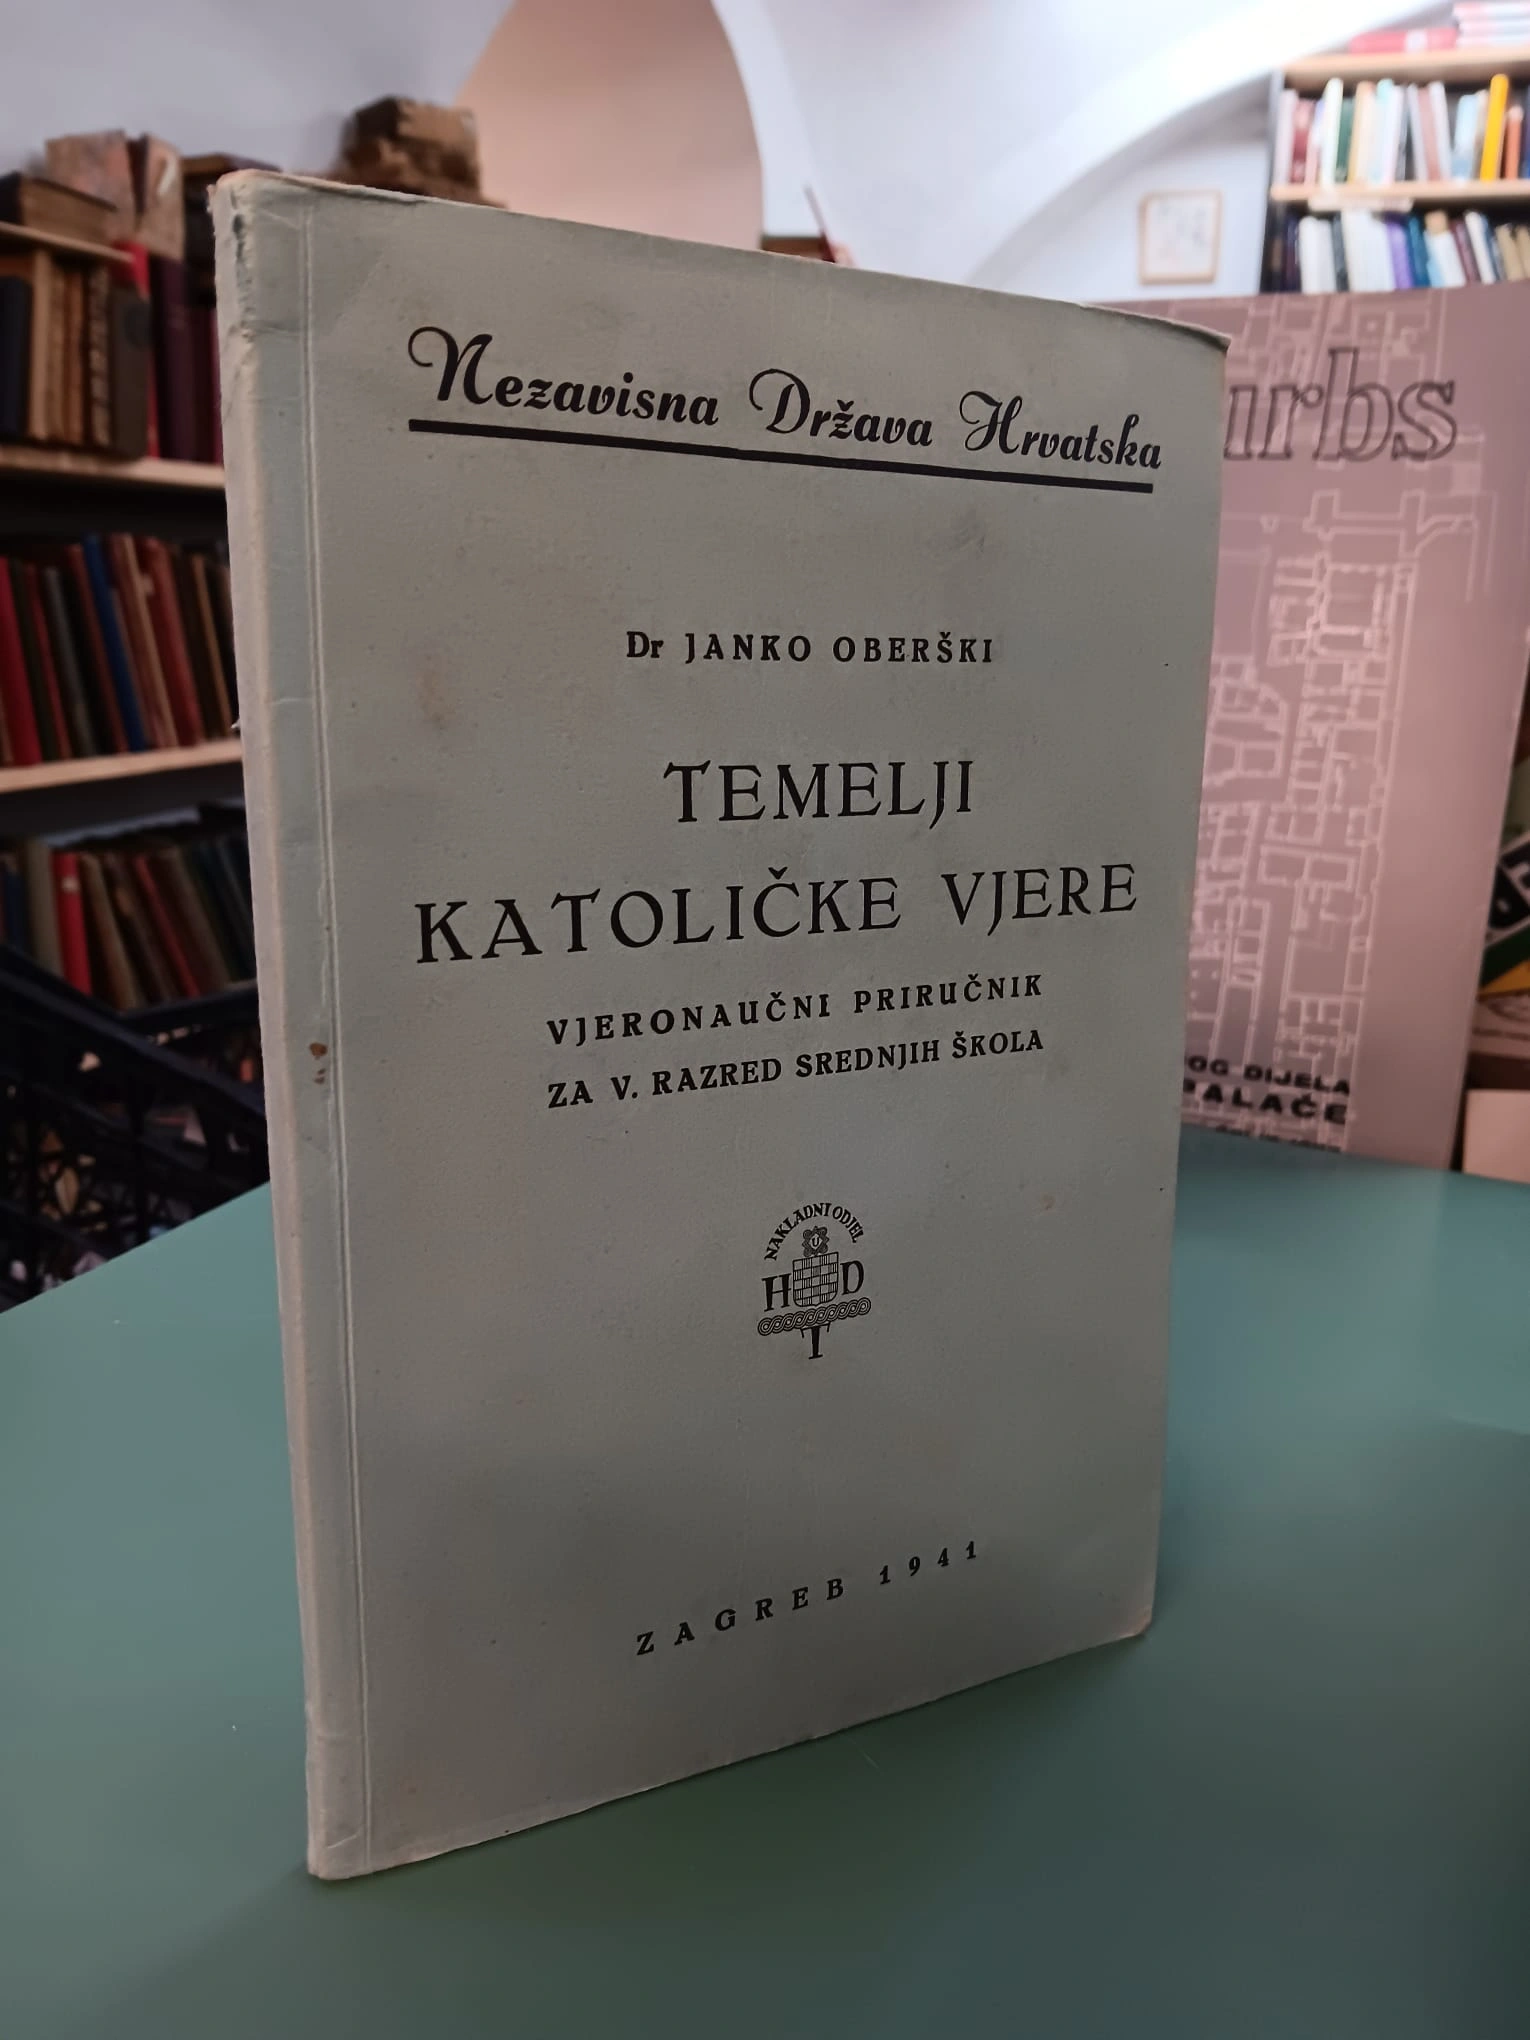 Nezavisna Država Hrvatska
Dr JANKO OBERŠKI
TEMELJI
KATOLIČKE VJERE
VJERONAUČNI PRIRUČNIK
ZA V. RAZRED SREDNJIH ŠKOLA
NAKLADNI ODJEL
U
H D
I
ZAGREB 1941
urbs
OG DIJELA
PALAČE